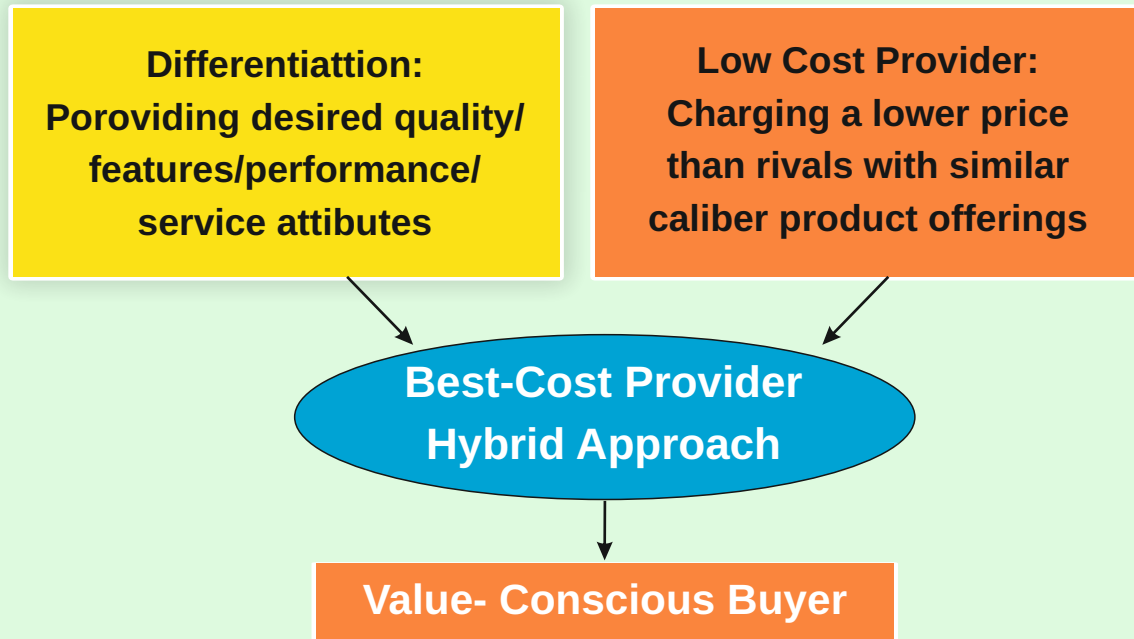 Differentiattion:
Poroviding desired quality/
features/performance/
service attibutes
Low Cost Provider:
Charging a lower price
than rivals with similar
caliber product offerings
Best-Cost Provider
Hybrid Approach
Value- Conscious Buyer